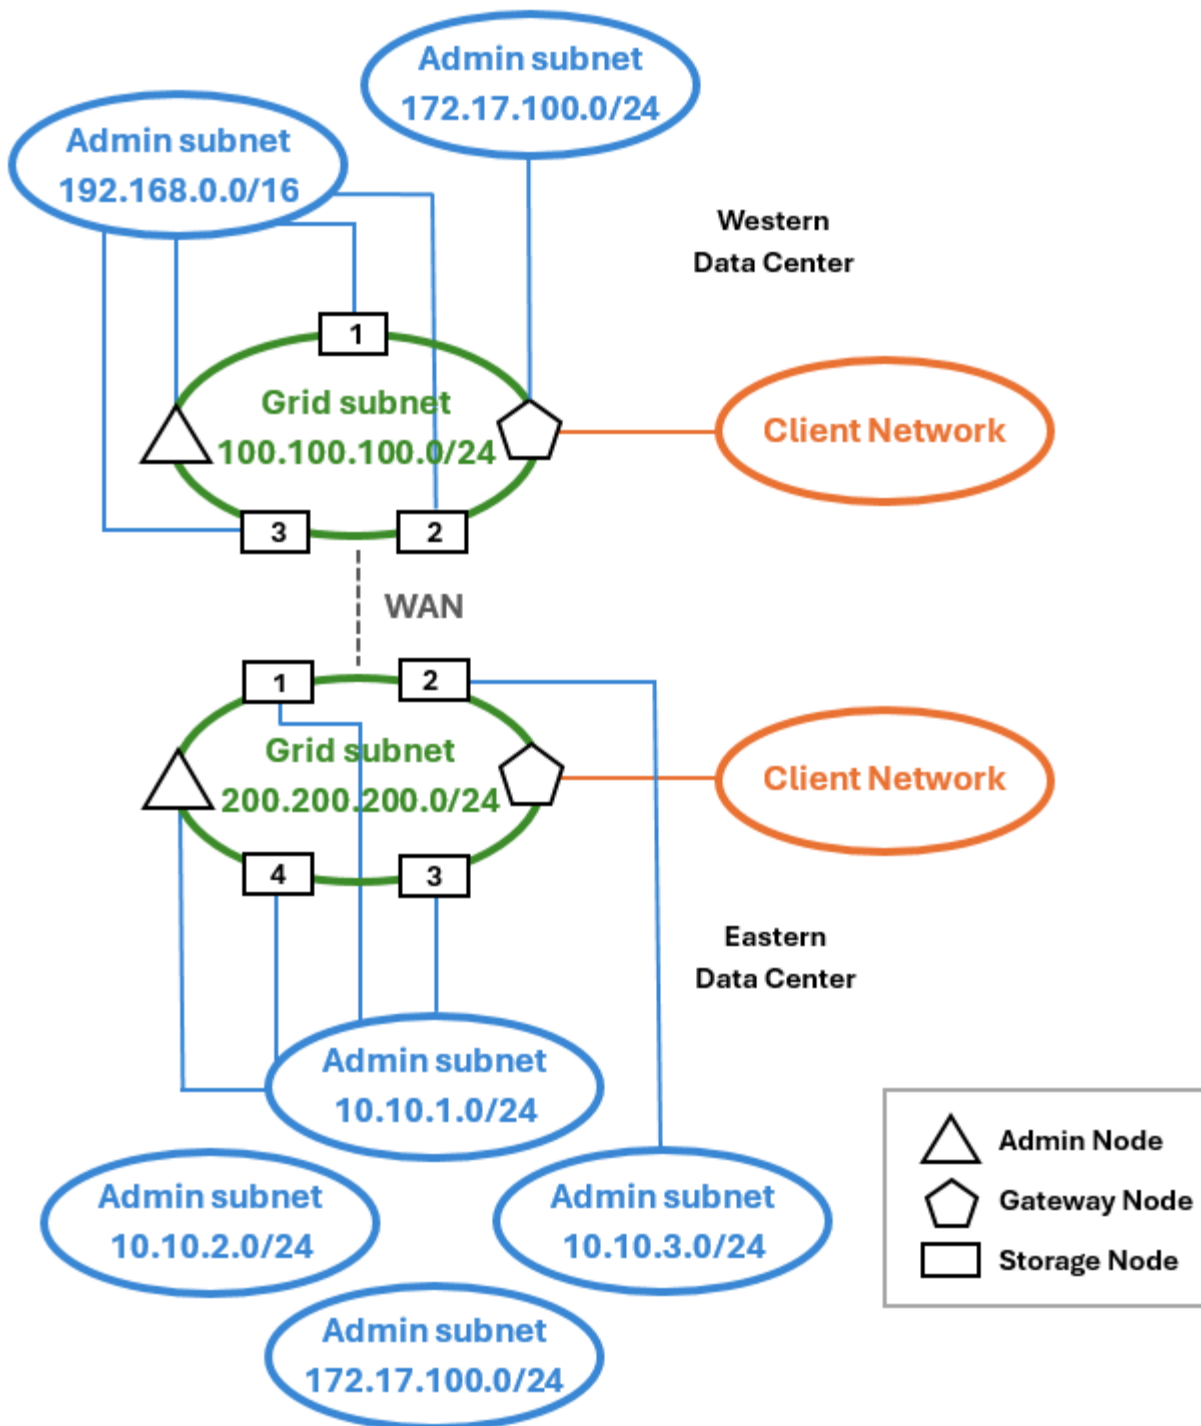 Admin subnet
172.17.100.0/24
Admin subnet
192.168.0.0/16
Western
Data Center
1
Grid subnet
100.100.100.0/24
Client Network
3
2
WAN
1
2
Grid subnet
200.200.200.0/24
Client Network
4
3
Eastern
Data Center
Admin subnet
10.10.1.0/24
Admin subnet
10.10.2.0/24
Admin subnet
10.10.3.0/24
Admin subnet
172.17.100.0/24
Admin Node
Gateway Node
Storage Node